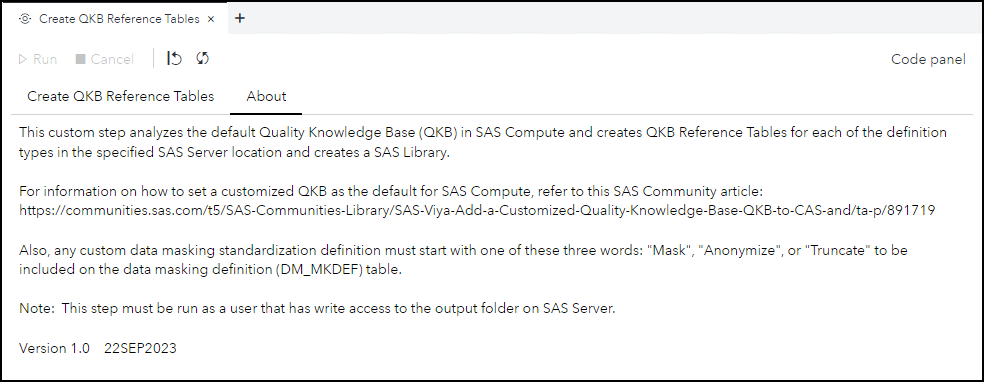 Create QKB Reference Tables × +
Run Cancel Code panel
Create QKB Reference Tables About
This custom step analyzes the default Quality Knowledge Base (QKB) in SAS Compute and creates QKB Reference Tables for each of the definition
types in the specified SAS Server location and creates a SAS Library.
For information on how to set a customized QKB as the default for SAS Compute, refer to this SAS Community article:
https://communities.sas.com/t5/SAS-Communities-Library/SAS-Viya-Add-a-Customized-Quality-Knowledge-Base-QKB-to-CAS-and/ta-p/891719
Also, any custom data masking standardization definition must start with one of these three words: "Mask", "Anonymize", or "Truncate" to be
included on the data masking definition (DM_MKDEF) table.
Note:  This step must be run as a user that has write access to the output folder on SAS Server.
Version 1.0   22SEP2023